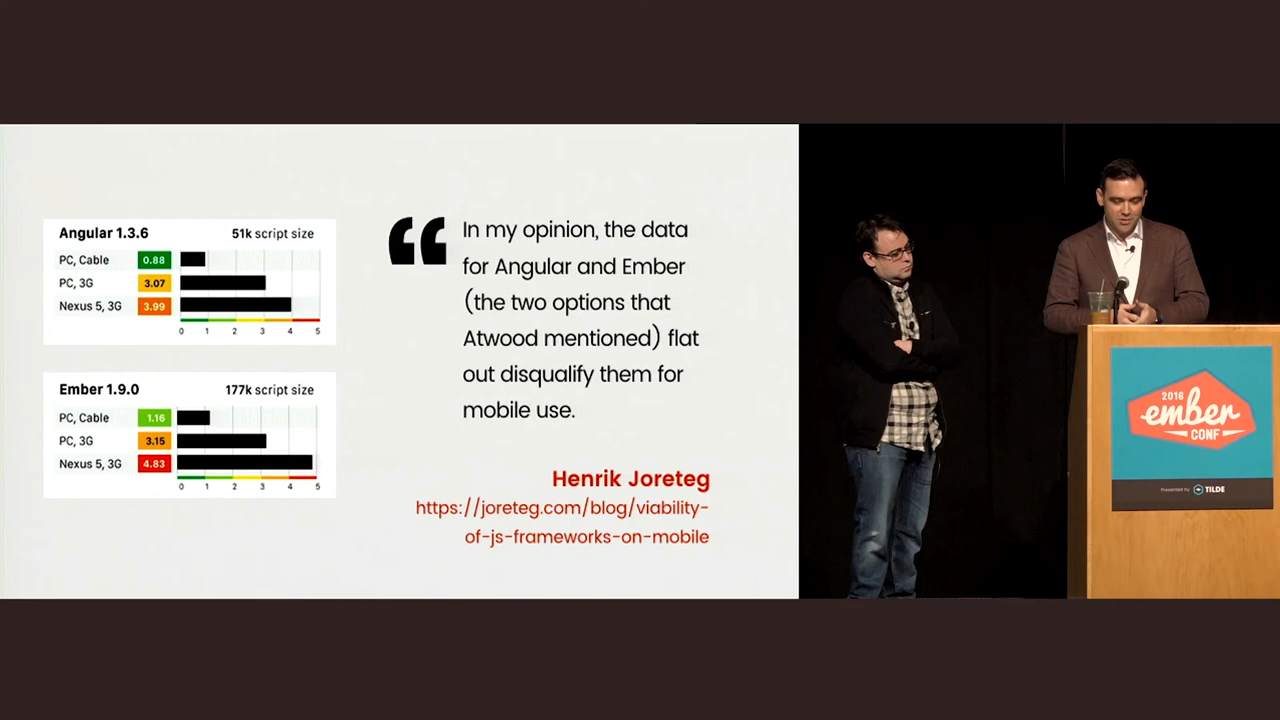 Angular 1.3.6 51k script size
PC, Cable 0.88
PC, 3G 3.07
Nexus 5, 3G 3.99
0 1 2 3 4 5
Ember 1.9.0 177k script size
PC, Cable 1.16
PC, 3G 3.15
Nexus 5, 3G 4.83
0 1 2 3 4 5
“
In my opinion, the data
for Angular and Ember
(the two options that
Atwood mentioned) flat
out disqualify them for
mobile use.
Henrik Joreteg
https://joreteg.com/blog/viability-
of-js-frameworks-on-mobile
2016
ember
CONF
Presented by TILDE